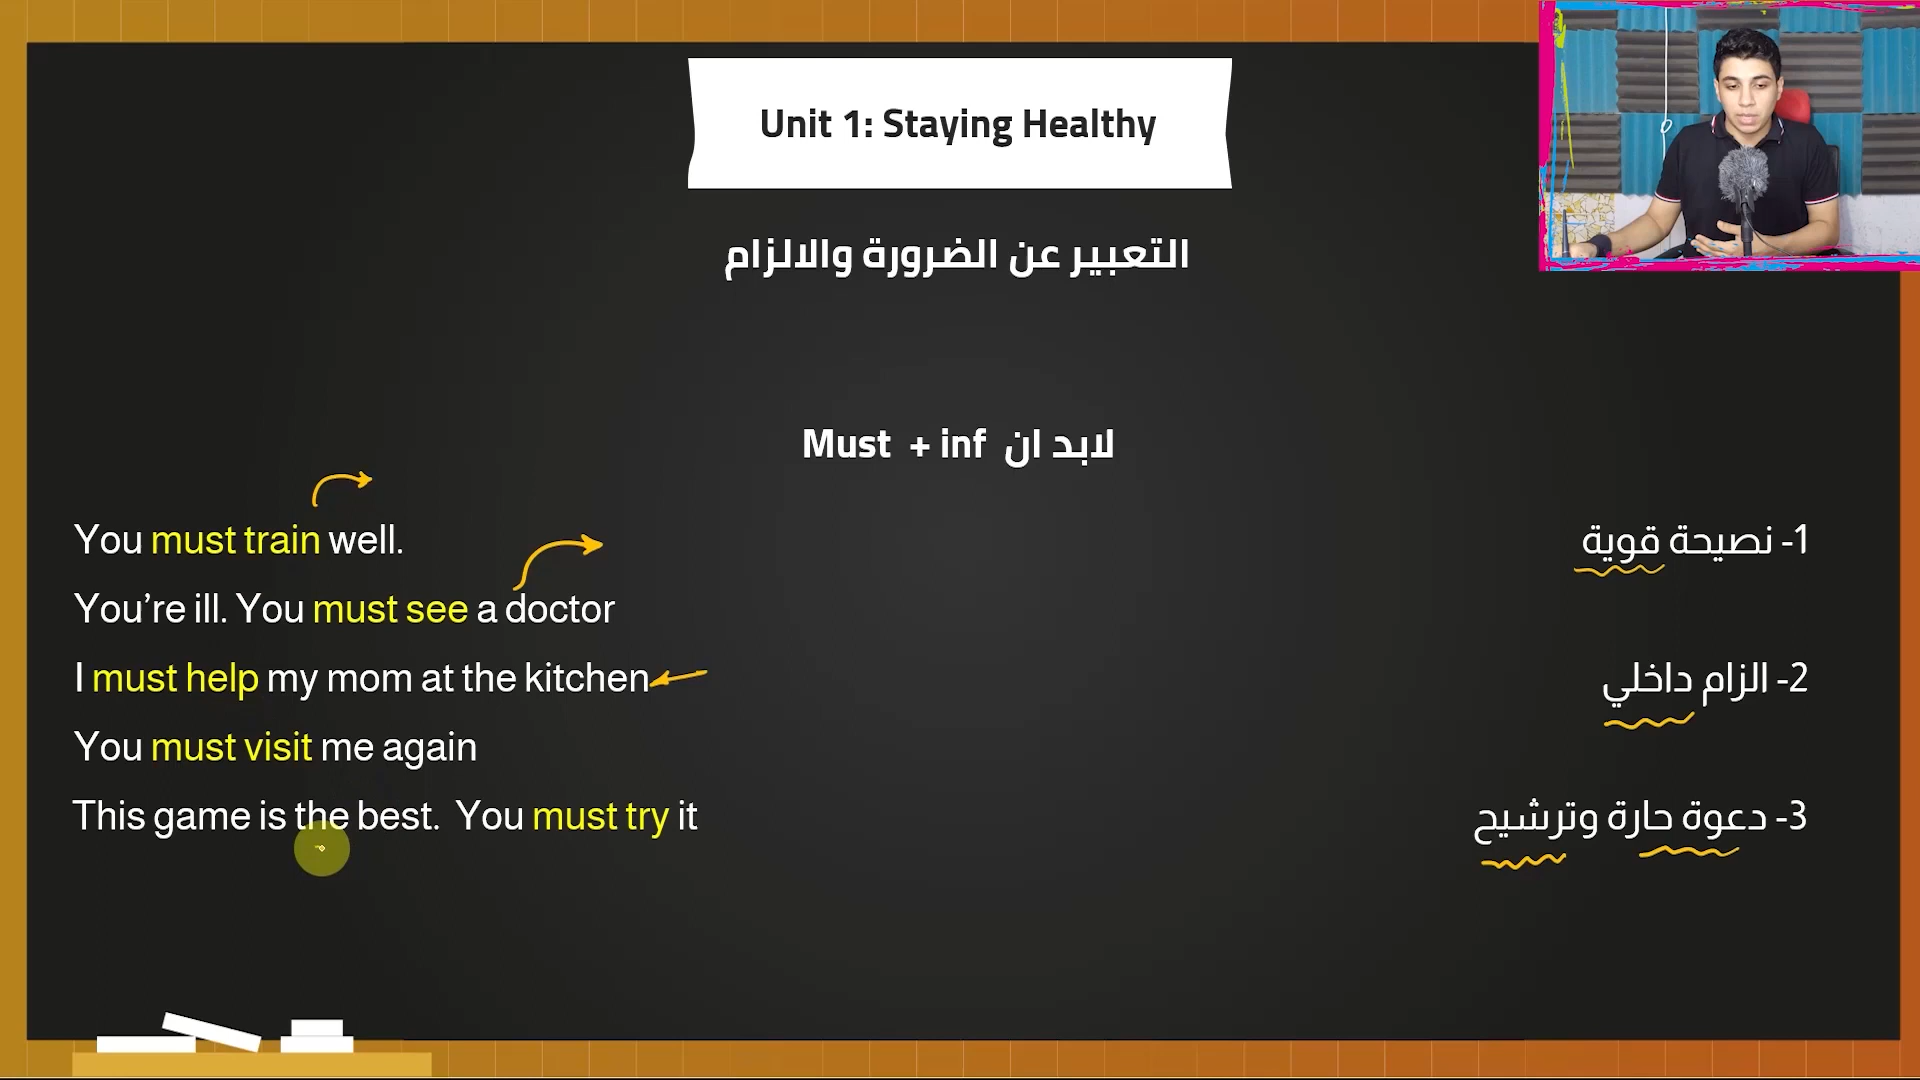 Unit 1: Staying Healthy
التعبير عن الضرورة والالزام
Must + inf لابد ان
You must train well.
1- نصيحة قوية
You’re ill. You must see a doctor
I must help my mom at the kitchen
2- الزام داخلي
You must visit me again
This game is the best. You must try it
3- دعوة حارة وترشيح